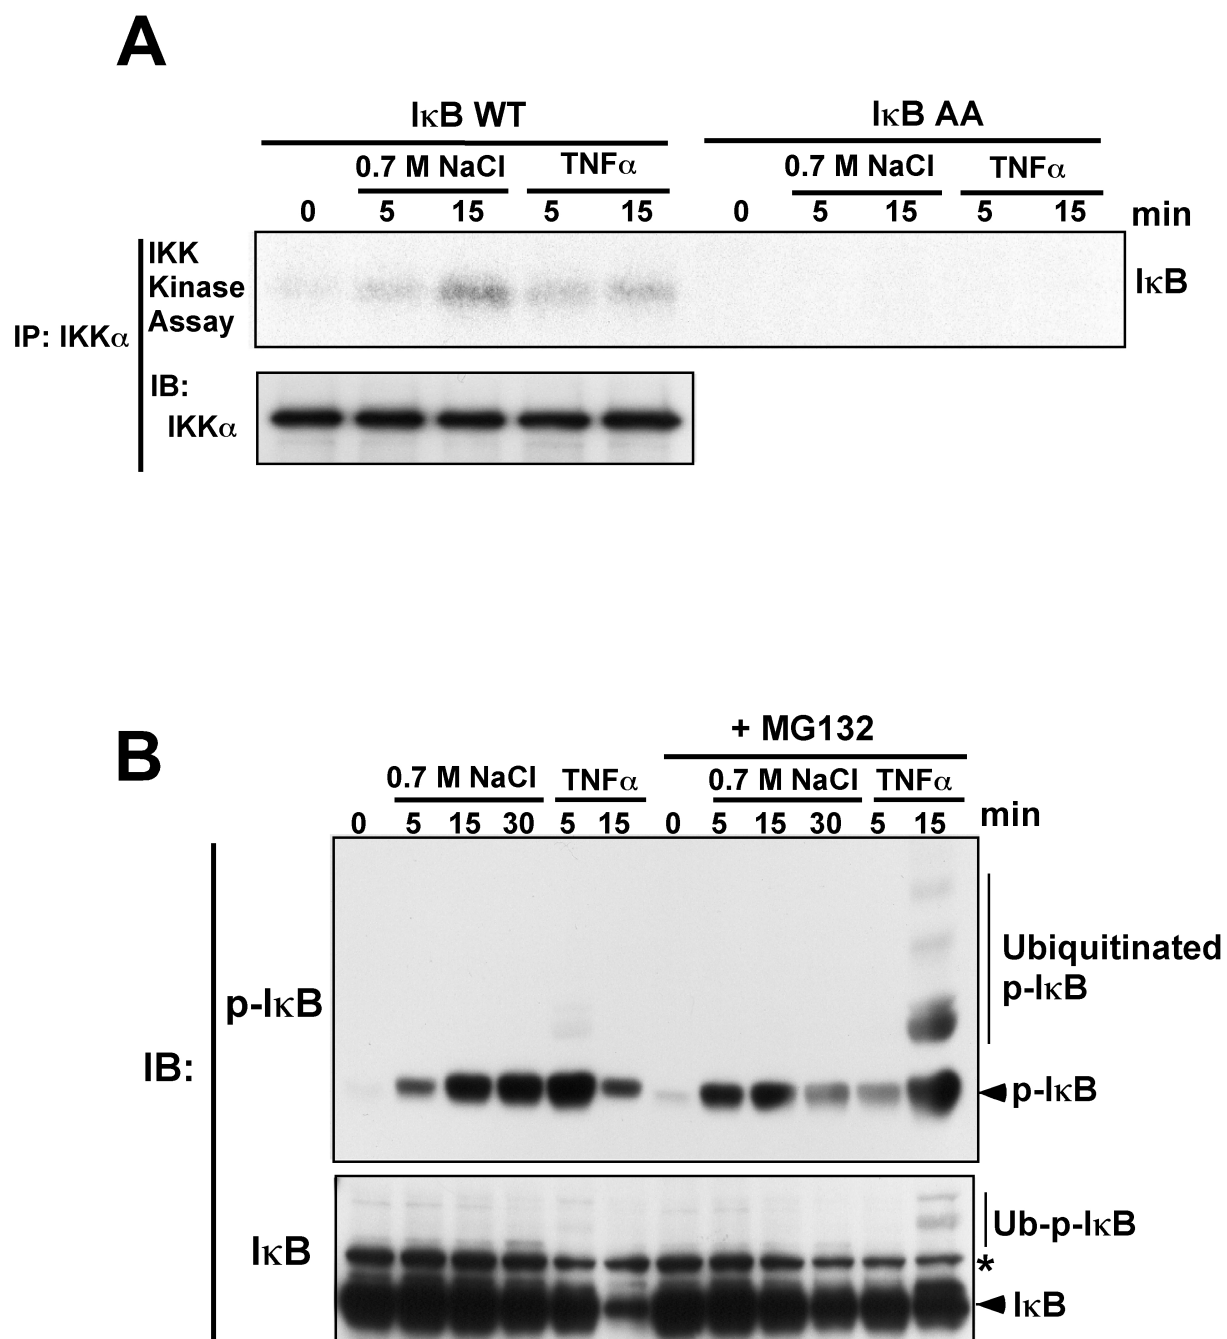 A
IκB WT
IκB AA
0.7 M NaCl
TNFα
0.7 M NaCl
TNFα
0 5 15 5 15 0 5 15 5 15 min
IKK
Kinase
Assay
IκB
IP: IKKα
IB:
IKKα
B
+ MG132
0.7 M NaCl
TNFα
0.7 M NaCl
TNFα
0 5 15 30 5 15 0 5 15 30 5 15 min
Ubiquitinated
p-IκB
p-IκB
IB:
p-IκB
Ub-p-IκB
IκB
*
IκB